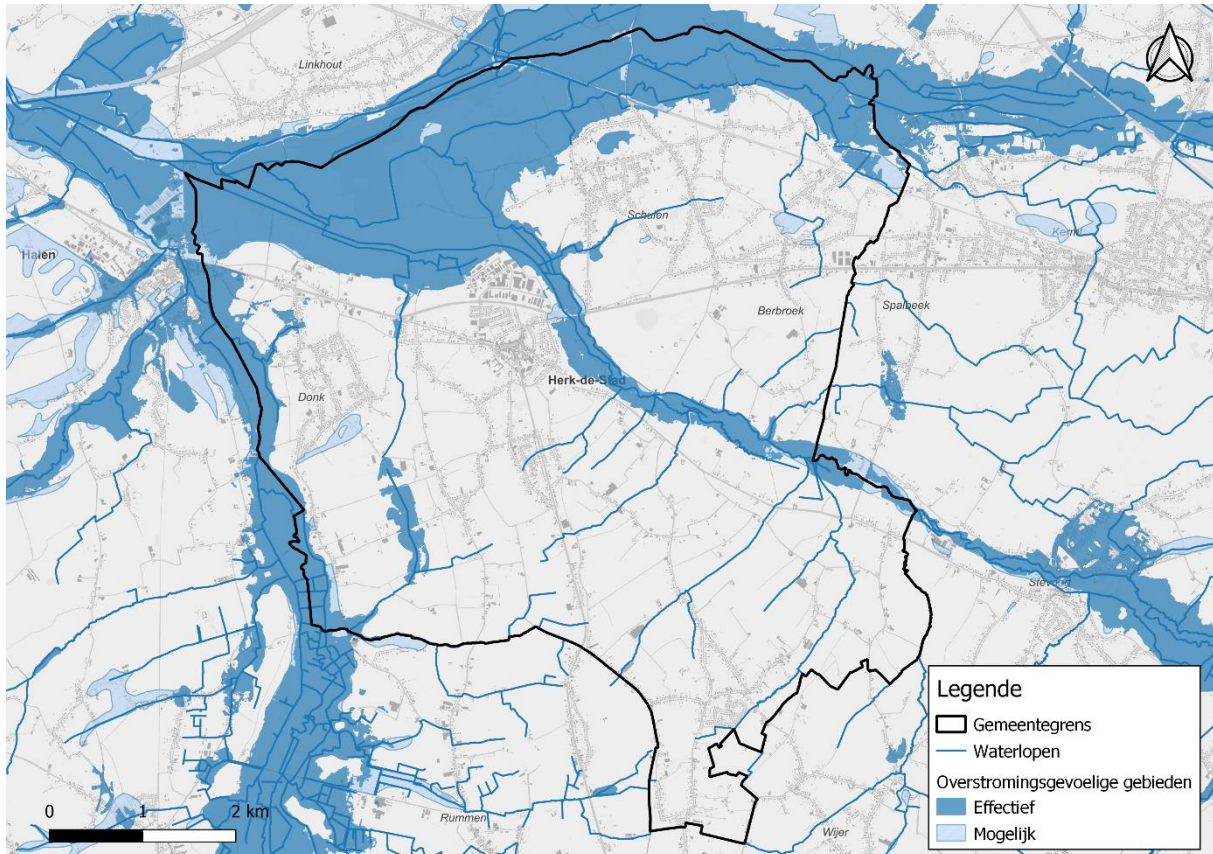 Linkhout
Halen
Schulen
Kermt
Berbroek
Spalbeek
Herk-de-Stad
Donk
Stevoort
Rummen
Wijer
0 1 2 km
Legende
Gemeentegrens
Waterlopen
Overstromingsgevoelige gebieden
Effectief
Mogelijk